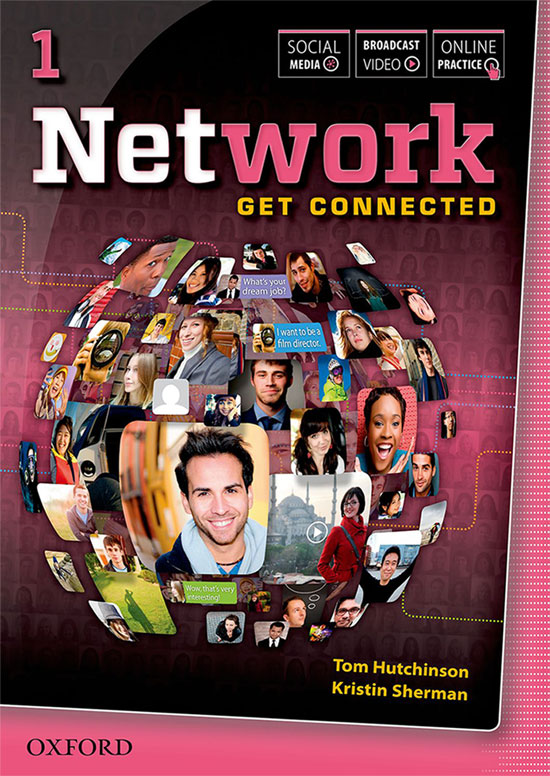 1
SOCIAL
MEDIA
BROADCAST
VIDEO
ONLINE
PRACTICE
Network
GET CONNECTED
What's your
dream job?
I want to be a
film director.
Wow, that's very
interesting!
Tom Hutchinson
Kristin Sherman
OXFORD